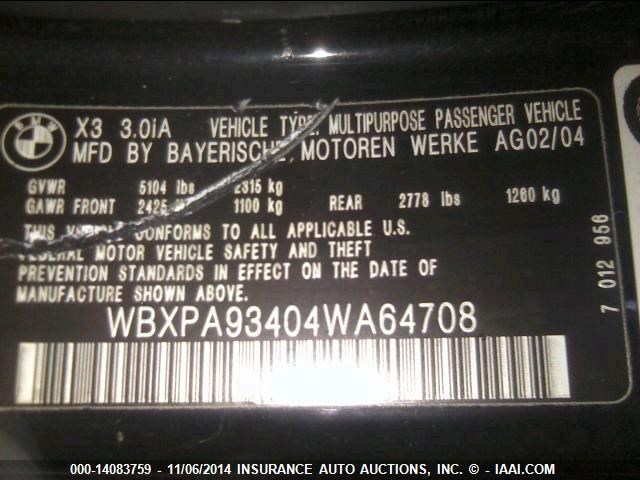 BMW
X3 3.0iA VEHICLE TYPE: MULTIPURPOSE PASSENGER VEHICLE
MFD BY BAYERISCHE MOTOREN WERKE AG02/04
GVWR 5104 lbs 2315 kg
GAWR FRONT 2425 1100 kg REAR 2778 lbs 1260 kg
THIS CONFORMS TO ALL APPLICABLE U.S.
MOTOR VEHICLE SAFETY AND THEFT
PREVENTION STANDARDS IN EFFECT ON THE DATE OF
MANUFACTURE SHOWN ABOVE.
WBXPA93404WA64708
7 012 956
000-14083759 - 11/06/2014 INSURANCE AUTO AUCTIONS, INC. © - IAAI.COM